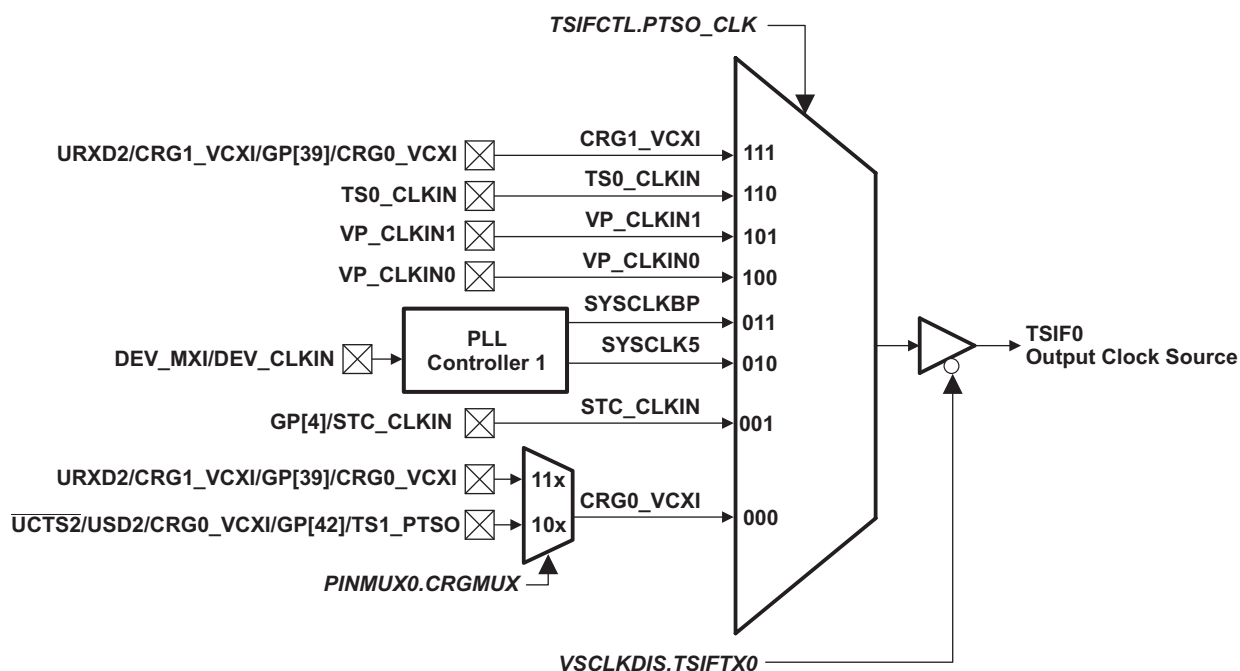 TSIFCTL.PTSO_CLK
URXD2/CRG1_VCXI/GP[39]/CRG0_VCXI
CRG1_VCXI
111
TS0_CLKIN
TS0_CLKIN
110
VP_CLKIN1
VP_CLKIN1
101
VP_CLKIN0
VP_CLKIN0
100
SYSCLKBP
011
DEV_MXI/DEV_CLKIN
PLL
Controller 1
SYSCLK5
010
TSIF0
Output Clock Source
GP[4]/STC_CLKIN
STC_CLKIN
001
URXD2/CRG1_VCXI/GP[39]/CRG0_VCXI
11x
UCTS2/USD2/CRG0_VCXI/GP[42]/TS1_PTSO
10x
CRG0_VCXI
000
PINMUX0.CRGMUX
VSCLKDIS.TSIFTX0